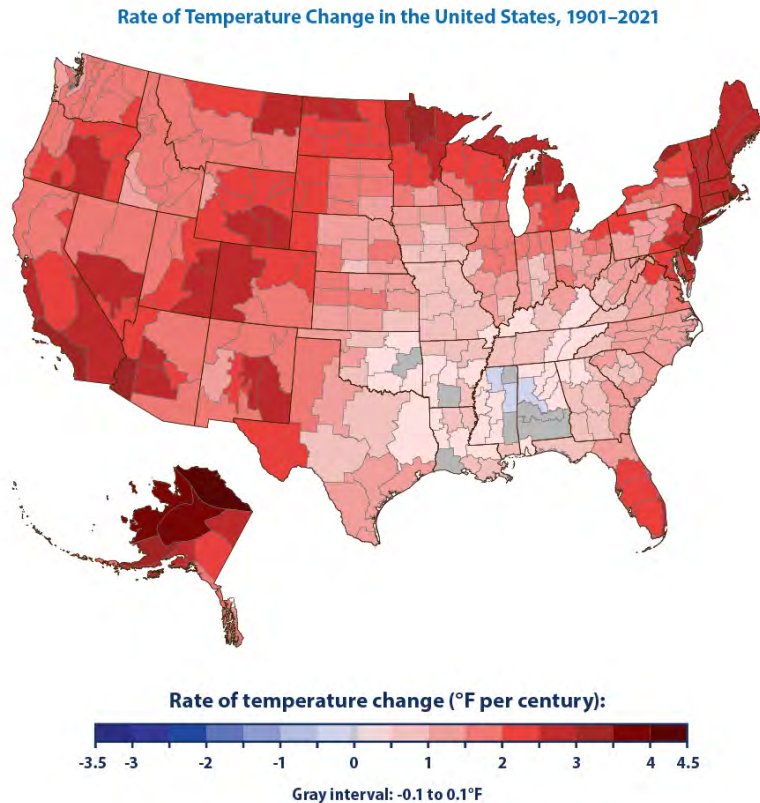 Rate of Temperature Change in the United States, 1901–2021
Rate of temperature change (°F per century):
-3.5 -3 -2 -1 0 1 2 3 4 4.5
Gray interval: -0.1 to 0.1°F